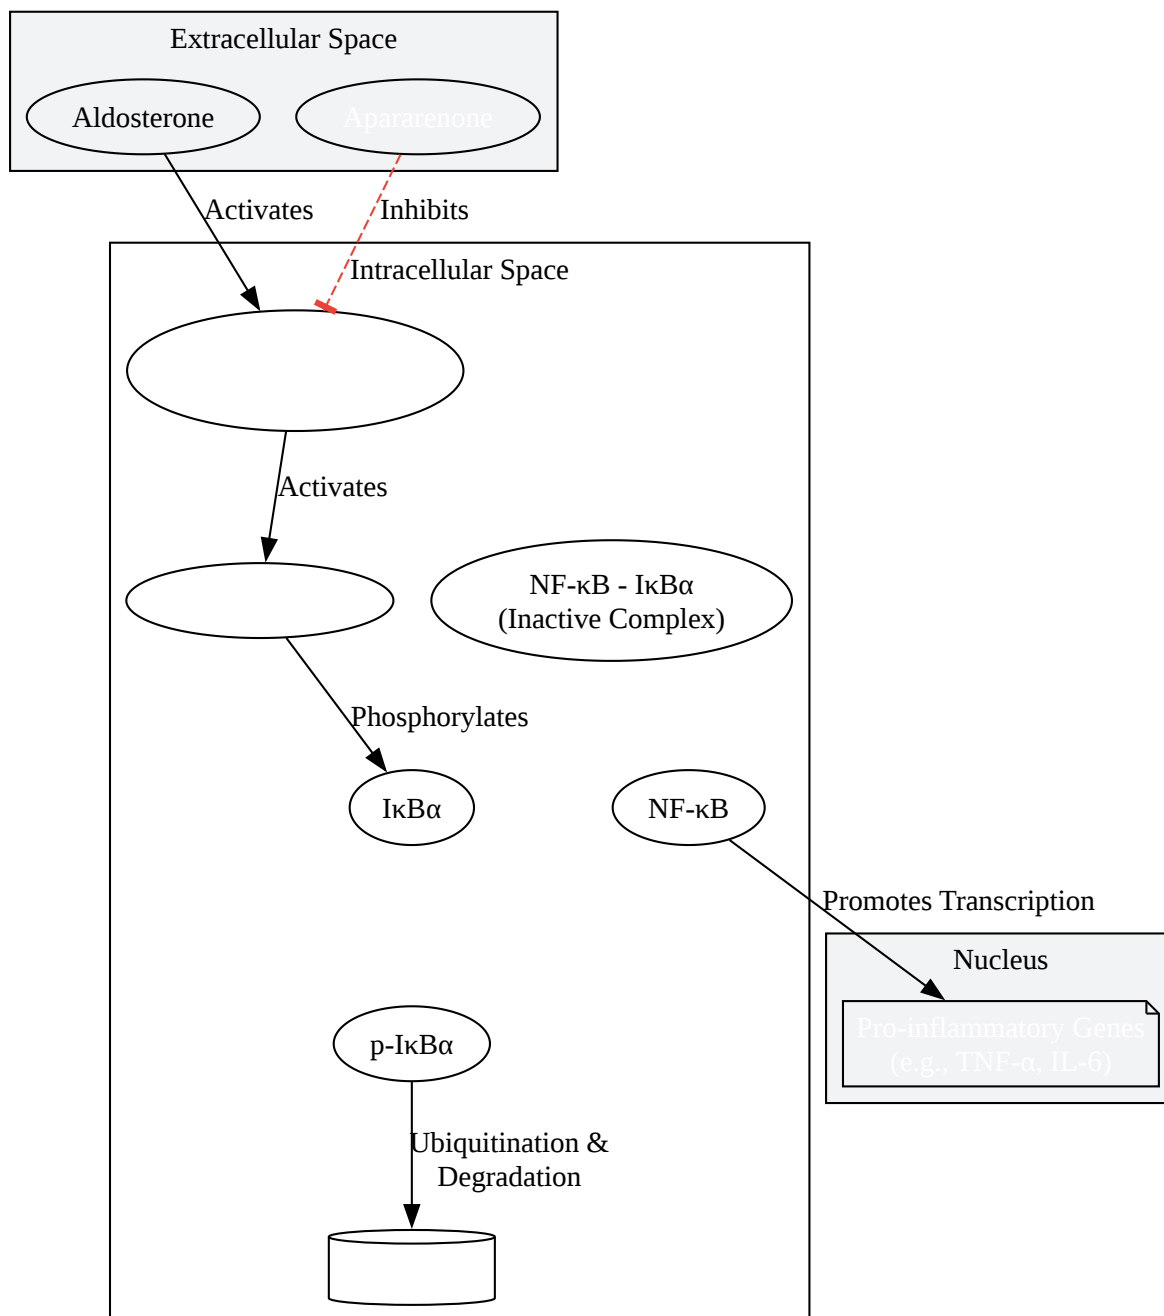 Extracellular Space
Aldosterone
Apararenone
Activates
Inhibits
Intracellular Space
Activates
NF-κB - IκBα
(Inactive Complex)
Phosphorylates
IκBα
NF-κB
Promotes Transcription
Nucleus
Pro-inflammatory Genes
(e.g., TNF-α, IL-6)
p-IκBα
Ubiquitination &
Degradation